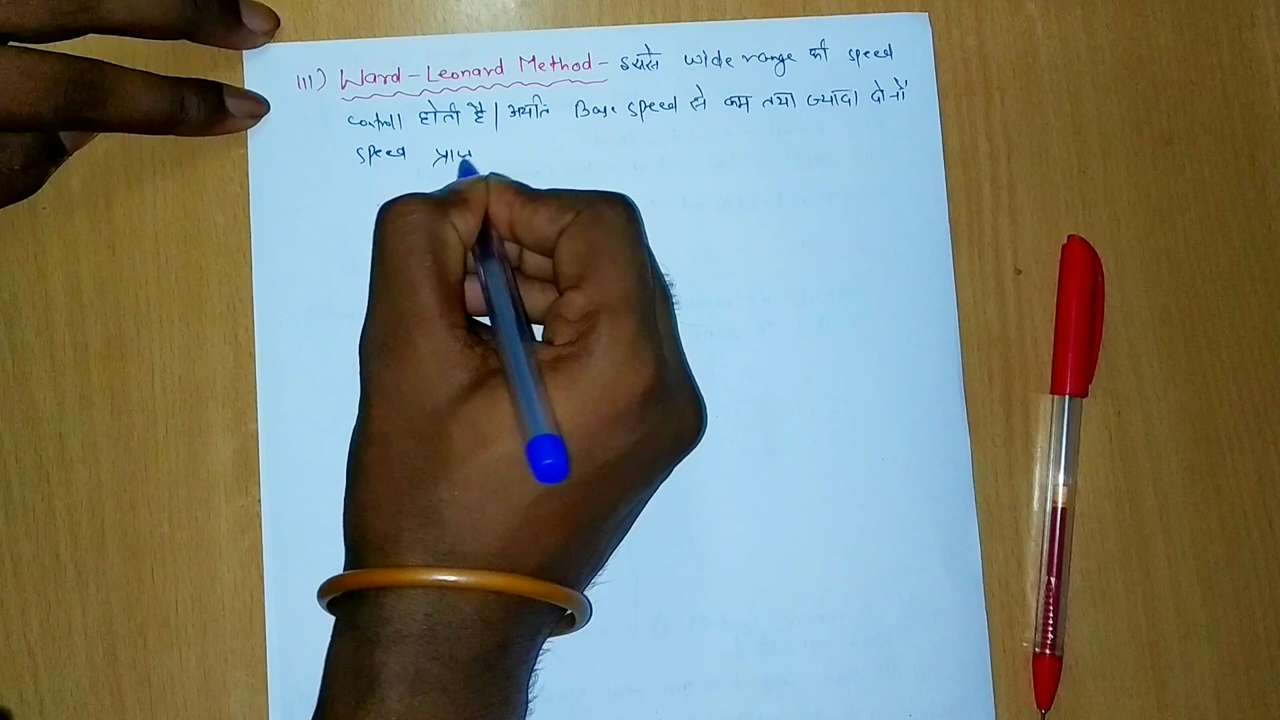 III) Ward-Leonard Method - इससे wide range की speed
control होती है | अर्थात Base speed से कम तथा ज्यादा दोनों
speed प्राप